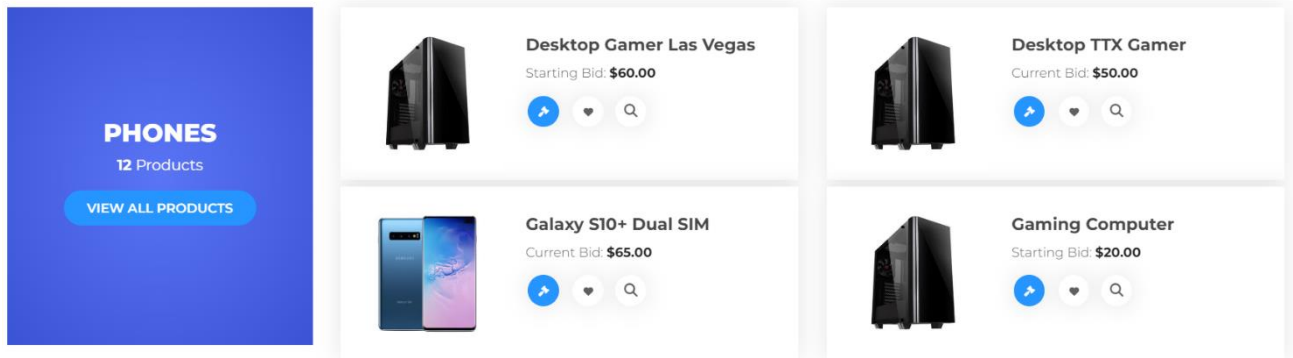 PHONES
12 Products
VIEW ALL PRODUCTS
Desktop Gamer Las Vegas
Starting Bid: $60.00
Desktop TTX Gamer
Current Bid: $50.00
Galaxy S10+ Dual SIM
Current Bid: $65.00
Gaming Computer
Starting Bid: $20.00